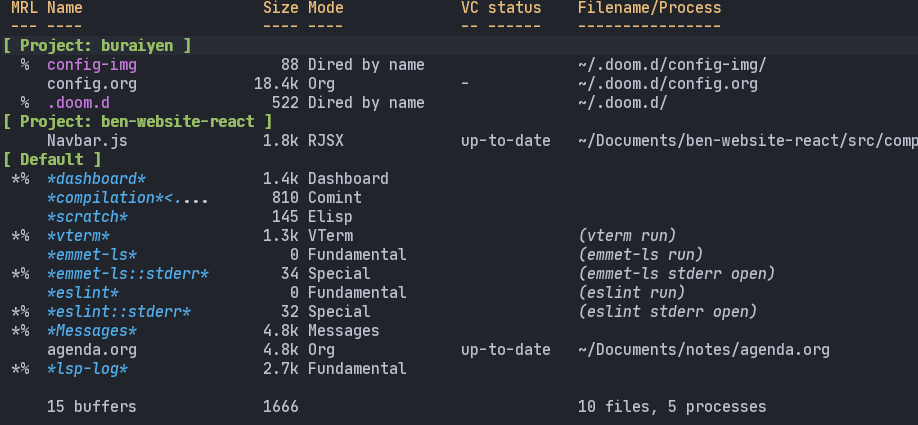 MRL Name                    Size Mode             VC status    Filename/Process
--- ----                    ---- ----             -- ------    ----------------
[ Project: buraiyen ]
 %  config-img                88 Dired by name                 ~/.doom.d/config-img/
    config.org             18.4k Org              -            ~/.doom.d/config.org
 %  .doom.d                  522 Dired by name                 ~/.doom.d/
[ Project: ben-website-react ]
    Navbar.js               1.8k RJSX             up-to-date   ~/Documents/ben-website-react/src/comp
[ Default ]
*%  *dashboard*             1.4k Dashboard
    *compilation*<....       810 Comint
    *scratch*                145 Elisp
*%  *vterm*                 1.3k VTerm                         (vterm run)
    *emmet-ls*                 0 Fundamental                   (emmet-ls run)
*%  *emmet-ls::stderr*        34 Special                       (emmet-ls stderr open)
    *eslint*                   0 Fundamental                   (eslint run)
*%  *eslint::stderr*          32 Special                       (eslint stderr open)
*%  *Messages*              4.8k Messages
    agenda.org              4.8k Org              up-to-date   ~/Documents/notes/agenda.org
*%  *lsp-log*               2.7k Fundamental
    15 buffers              1666                               10 files, 5 processes